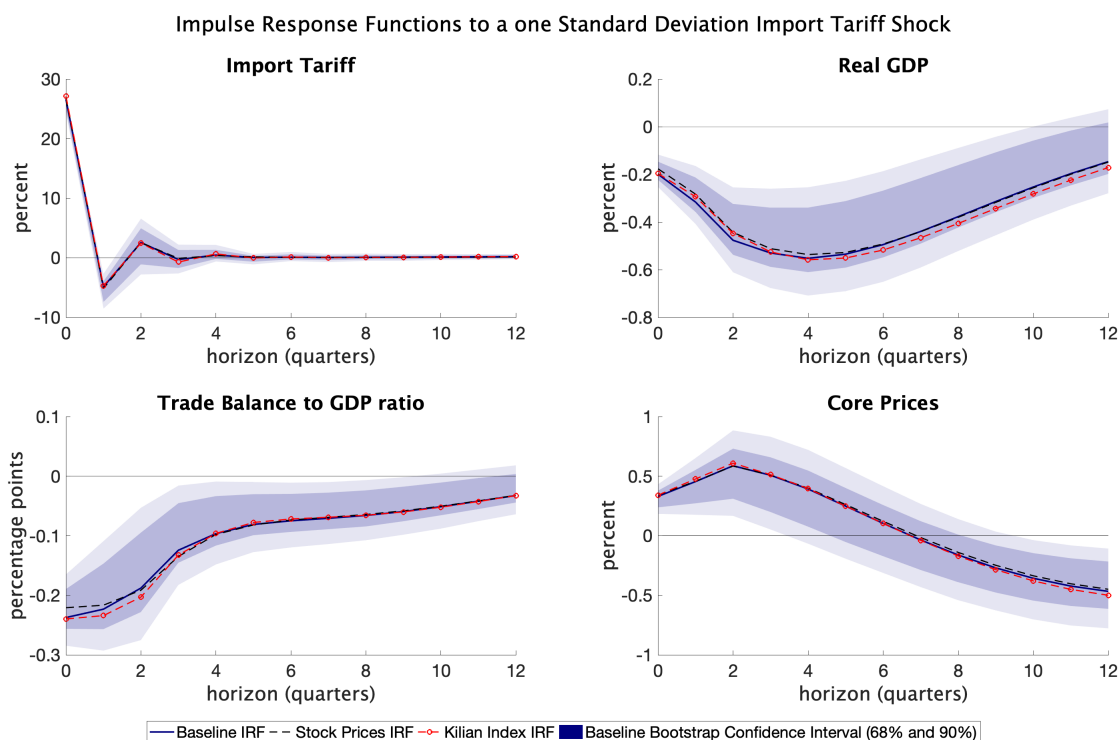 Impulse Response Functions to a one Standard Deviation Import Tariff Shock
Import Tariff
30
20
10
0
-10
percent
0 2 4 6 8 10 12
horizon (quarters)
Real GDP
0.2
0
-0.2
-0.4
-0.6
-0.8
percent
0 2 4 6 8 10 12
horizon (quarters)
Trade Balance to GDP ratio
0.1
0
-0.1
-0.2
-0.3
percentage points
0 2 4 6 8 10 12
horizon (quarters)
Core Prices
1
0.5
0
-0.5
-1
percent
0 2 4 6 8 10 12
horizon (quarters)
Baseline IRF Stock Prices IRF Kilian Index IRF Baseline Bootstrap Confidence Interval (68% and 90%)